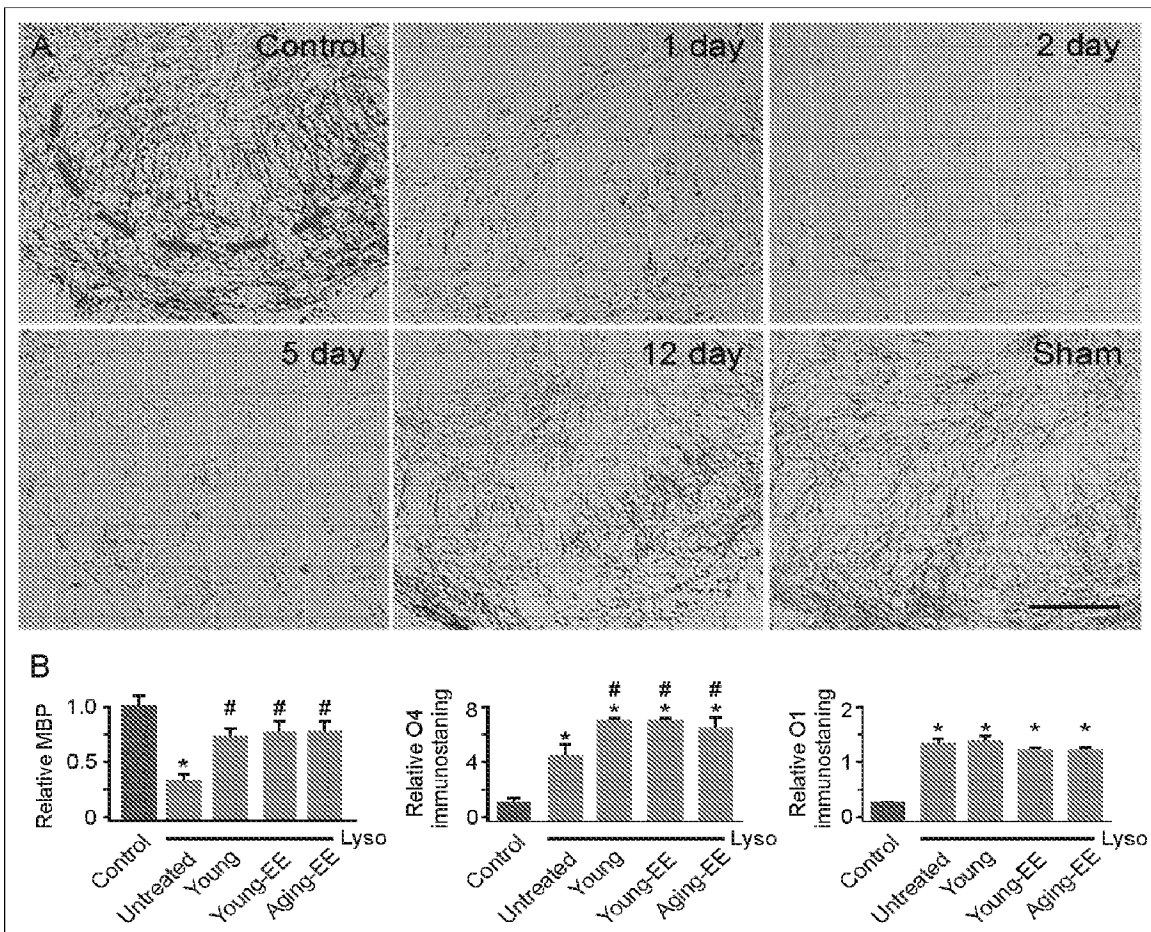 A
Control
1 day
2 day
5 day
12 day
Sham
B
Relative MBP
1.0
0.5
0
*
#
#
#
Control
Untreated
Young
Young-EE
Aging-EE
Lyso
Relative O4
immunostaning
8
4
0
*
#
*
#
*
#
*
Control
Untreated
Young
Young-EE
Aging-EE
Lyso
Relative O1
immunostaning
2
1
0
*
*
*
*
Control
Untreated
Young
Young-EE
Aging-EE
Lyso